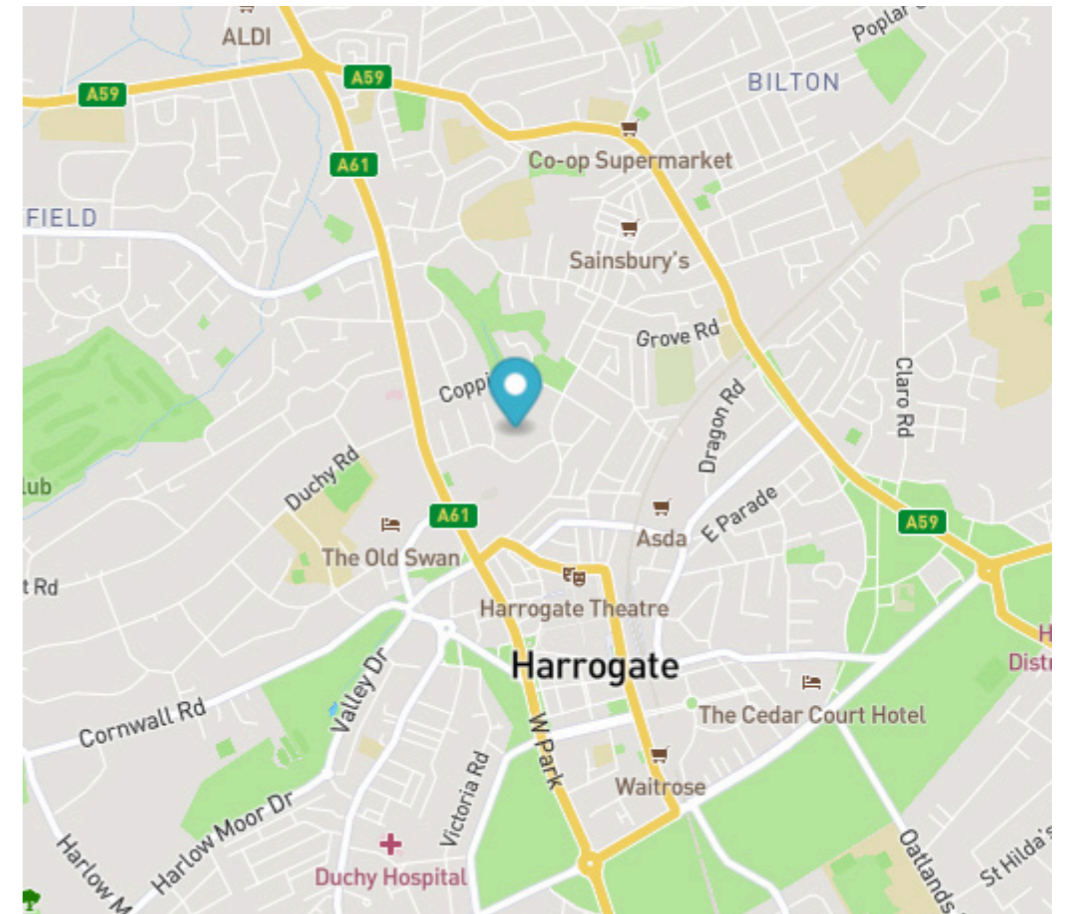 ALDI
Poplar
A59
A59
BILTON
A61
Co-op Supermarket
FIELD
Sainsbury's
Grove Rd
Coppi
Claro Rd
Dragon Rd
Duchy Rd
lub
A61
E Parade
A59
The Old Swan
Asda
t Rd
Harrogate Theatre
H
Distr
Harrogate
Valley Dr
Cornwall Rd
The Cedar Court Hotel
W Park
Victoria Rd
Waitrose
Harlow Moor Dr
Harlow M
Duchy Hospital
Oatlands
St Hilda's